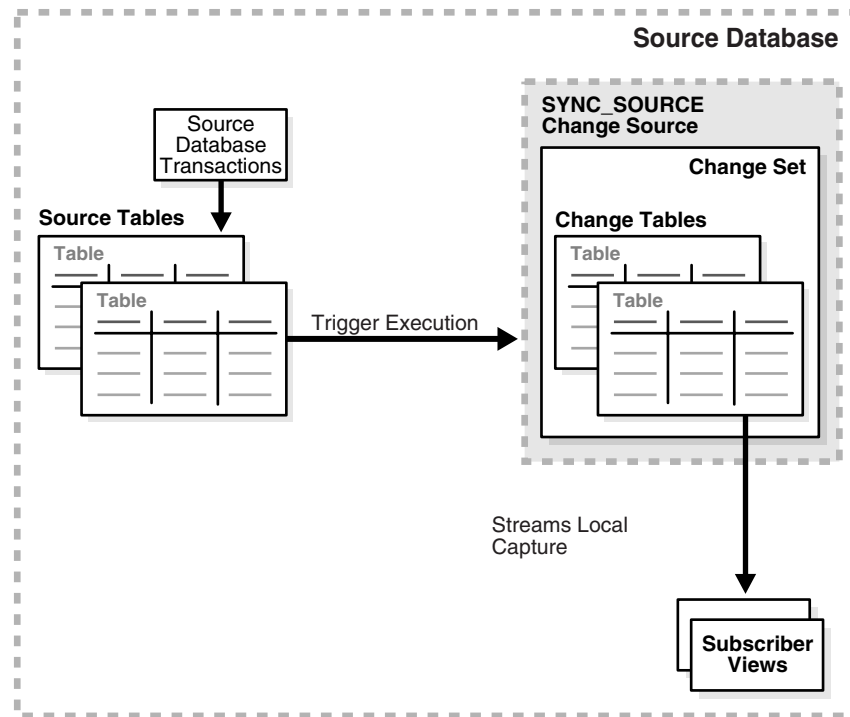 Source Database
SYNC_SOURCE
Change Source
Source
Database
Transactions
Change Set
Source Tables
Change Tables
Table
Table
Table
Table
Trigger Execution
Streams Local
Capture
Subscriber
Views